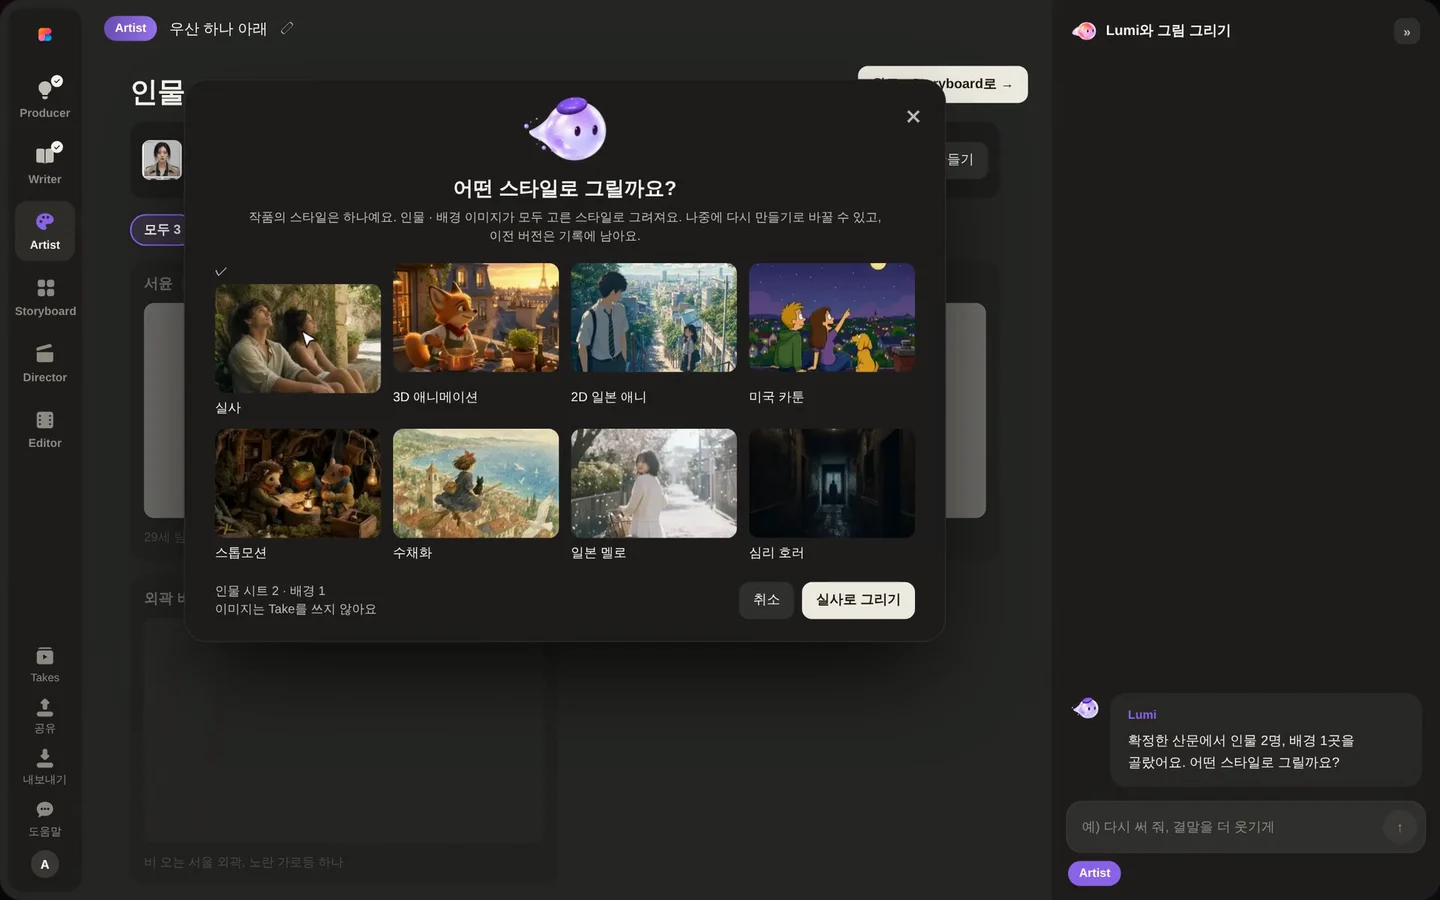 Artist
우산 하나 아래
Producer
Writer
Artist
Storyboard
Director
Editor
Takes
공유
내보내기
도움말
A
인물
yboard로 →
들기
모두 3
서윤
29세
외곽
비 오는 서울 외곽, 노란 가로등 하나
어떤 스타일로 그릴까요?
작품의 스타일은 하나예요. 인물 · 배경 이미지가 모두 고른 스타일로 그려져요. 나중에 다시 만들기로 바꿀 수 있고,
이전 버전은 기록에 남아요.
실사
3D 애니메이션
2D 일본 애니
미국 카툰
스톱모션
수채화
일본 멜로
심리 호러
인물 시트 2 · 배경 1
이미지는 Take를 쓰지 않아요
취소
실사로 그리기
Lumi와 그림 그리기
»
Lumi
확정한 산문에서 인물 2명, 배경 1곳을
골랐어요. 어떤 스타일로 그릴까요?
예) 다시 써 줘, 결말을 더 웃기게
↑
Artist